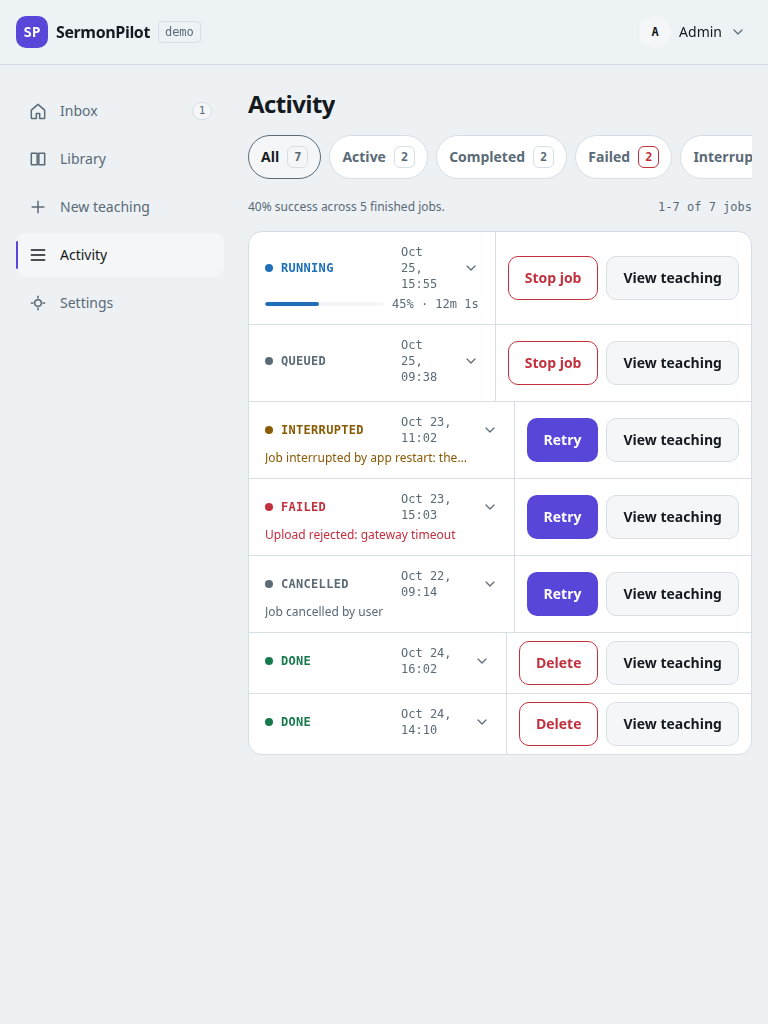 SP SermonPilot demo
A Admin
Inbox 1
Library
New teaching
Activity
Settings
Activity
All 7 Active 2 Completed 2 Failed 2 Interrup
40% success across 5 finished jobs. 1-7 of 7 jobs
RUNNING
Oct
25,
15:55
45% · 12m 1s
Stop job View teaching
QUEUED
Oct
25,
09:38
Stop job View teaching
INTERRUPTED
Oct 23,
11:02
Job interrupted by app restart: the…
Retry View teaching
FAILED
Oct 23,
15:03
Upload rejected: gateway timeout
Retry View teaching
CANCELLED
Oct 22,
09:14
Job cancelled by user
Retry View teaching
DONE
Oct 24,
16:02
Delete View teaching
DONE
Oct 24,
14:10
Delete View teaching